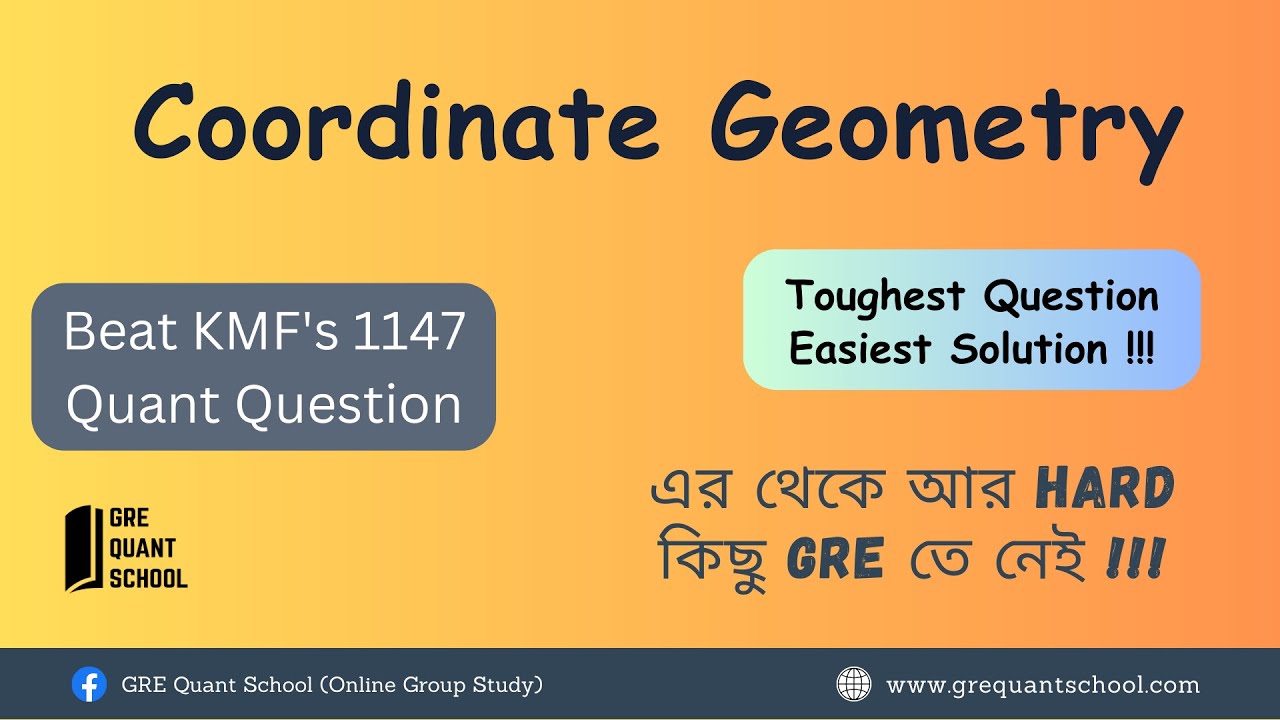 Coordinate Geometry
Toughest Question
Easiest Solution !!!
Beat KMF's 1147
Quant Question
এর থেকে আর HARD
কিছু GRE তে নেই !!!
GRE
QUANT
SCHOOL
GRE Quant School (Online Group Study)
www.grequantschool.com